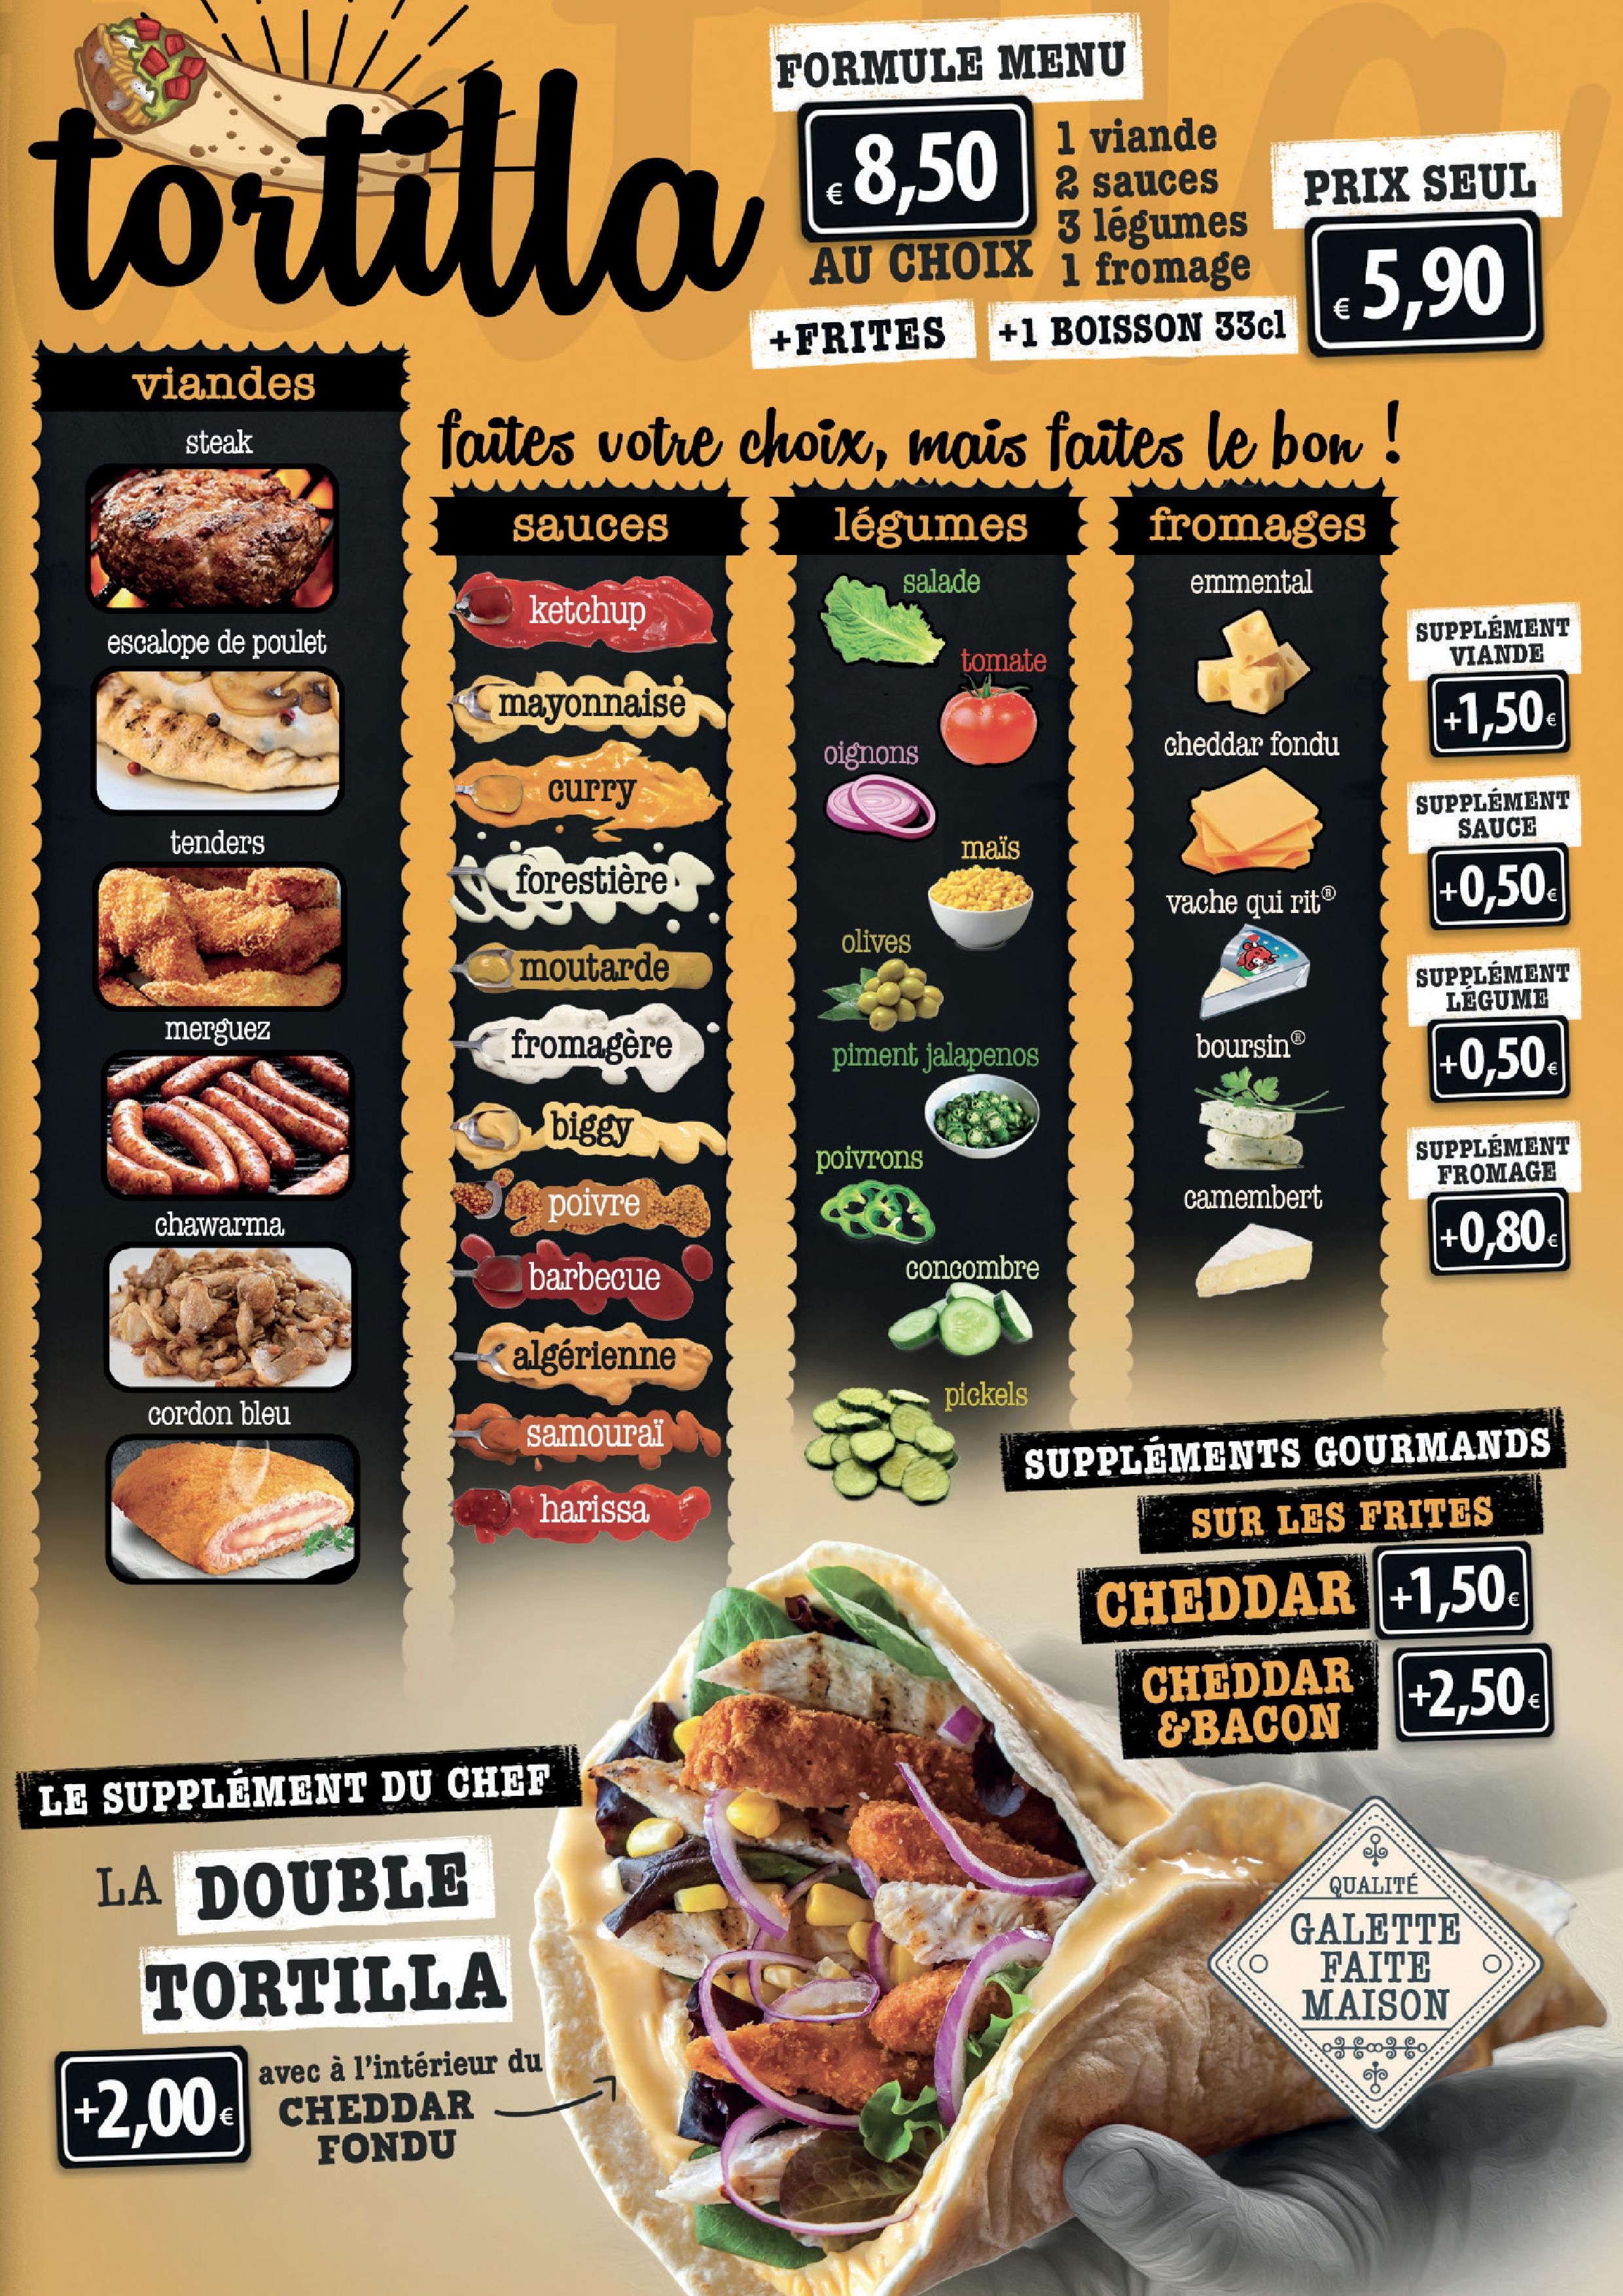 tortilla
FORMULE MENU
€ 8,50
AU CHOIX
1 viande
2 sauces
3 légumes
1 fromage
+FRITES
+1 BOISSON 33cl
PRIX SEUL
€ 5,90
faites votre choix, mais faites le bon !
viandes
steak
escalope de poulet
tenders
merguez
chawarma
cordon bleu
sauces
ketchup
mayonnaise
curry
forestière
moutarde
fromagère
biggy
poivre
barbecue
algérienne
samouraï
harissa
légumes
salade
tomate
oignons
maïs
olives
piment jalapenos
poivrons
concombre
pickels
fromages
emmental
cheddar fondu
vache qui rit®
boursin®
camembert
SUPPLÉMENT
VIANDE
+1,50€
SUPPLÉMENT
SAUCE
+0,50€
SUPPLÉMENT
LÉGUME
+0,50€
SUPPLÉMENT
FROMAGE
+0,80€
SUPPLÉMENTS GOURMANDS
SUR LES FRITES
CHEDDAR +1,50€
CHEDDAR
&BACON
+2,50€
LE SUPPLÉMENT DU CHEF
LA DOUBLE
TORTILLA
+2,00€
avec à l'intérieur du
CHEDDAR
FONDU
QUALITÉ
GALETTE
FAITE
MAISON